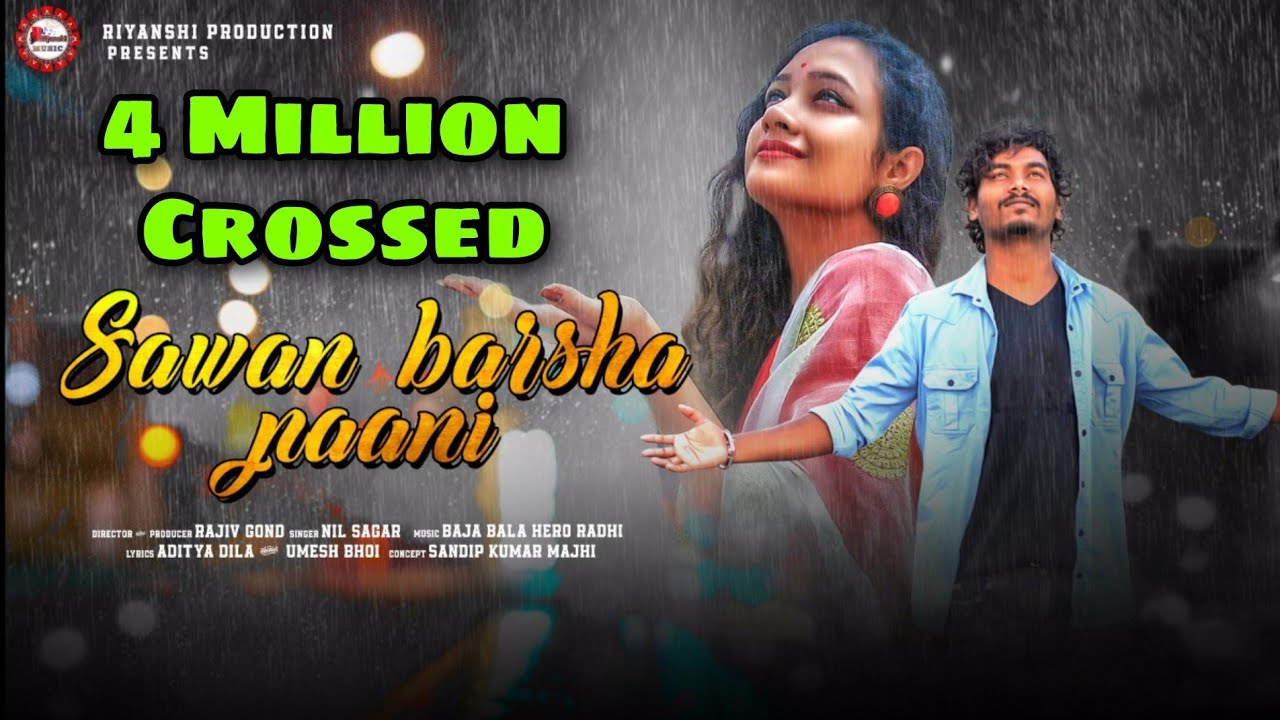 RIYANSHI PRODUCTION
PRESENTS
4 MILLION
CROSSED
Sawan barsha
paani
DIRECTOR PRODUCER RAJIV GOND SINGER NIL SAGAR MUSIC BAJA BALA HERO RADHI
LYRICS ADITYA DILA UMESH BHOI CONCEPT SANDIP KUMAR MAJHI
MUSIC